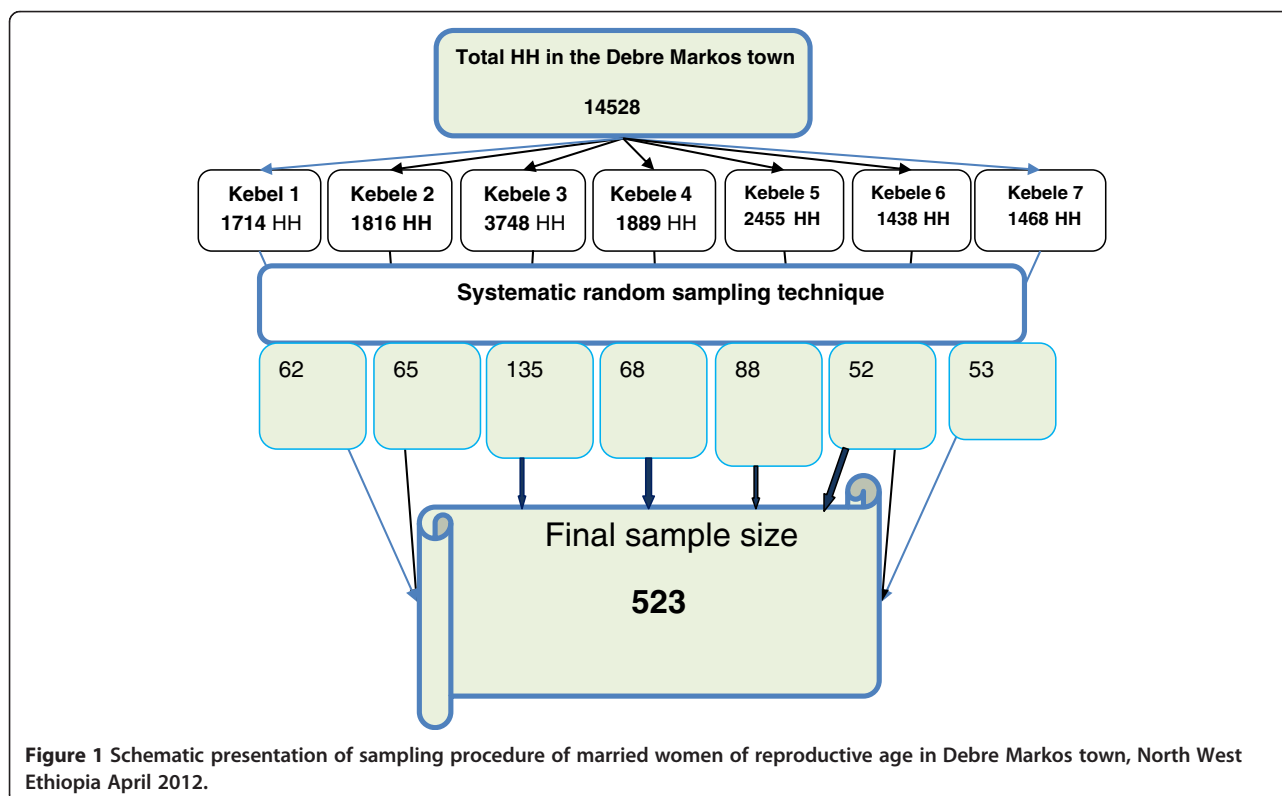 Total HH in the Debre Markos town
14528
Kebel 1
1714 HH
Kebele 2
1816 HH
Kebele 3
3748 HH
Kebele 4
1889 HH
Kebele 5
2455 HH
Kebele 6
1438 HH
Kebele 7
1468 HH
Systematic random sampling technique
62
65
135
68
88
52
53
Final sample size
523
Figure 1 Schematic presentation of sampling procedure of married women of reproductive age in Debre Markos town, North West
Ethiopia April 2012.